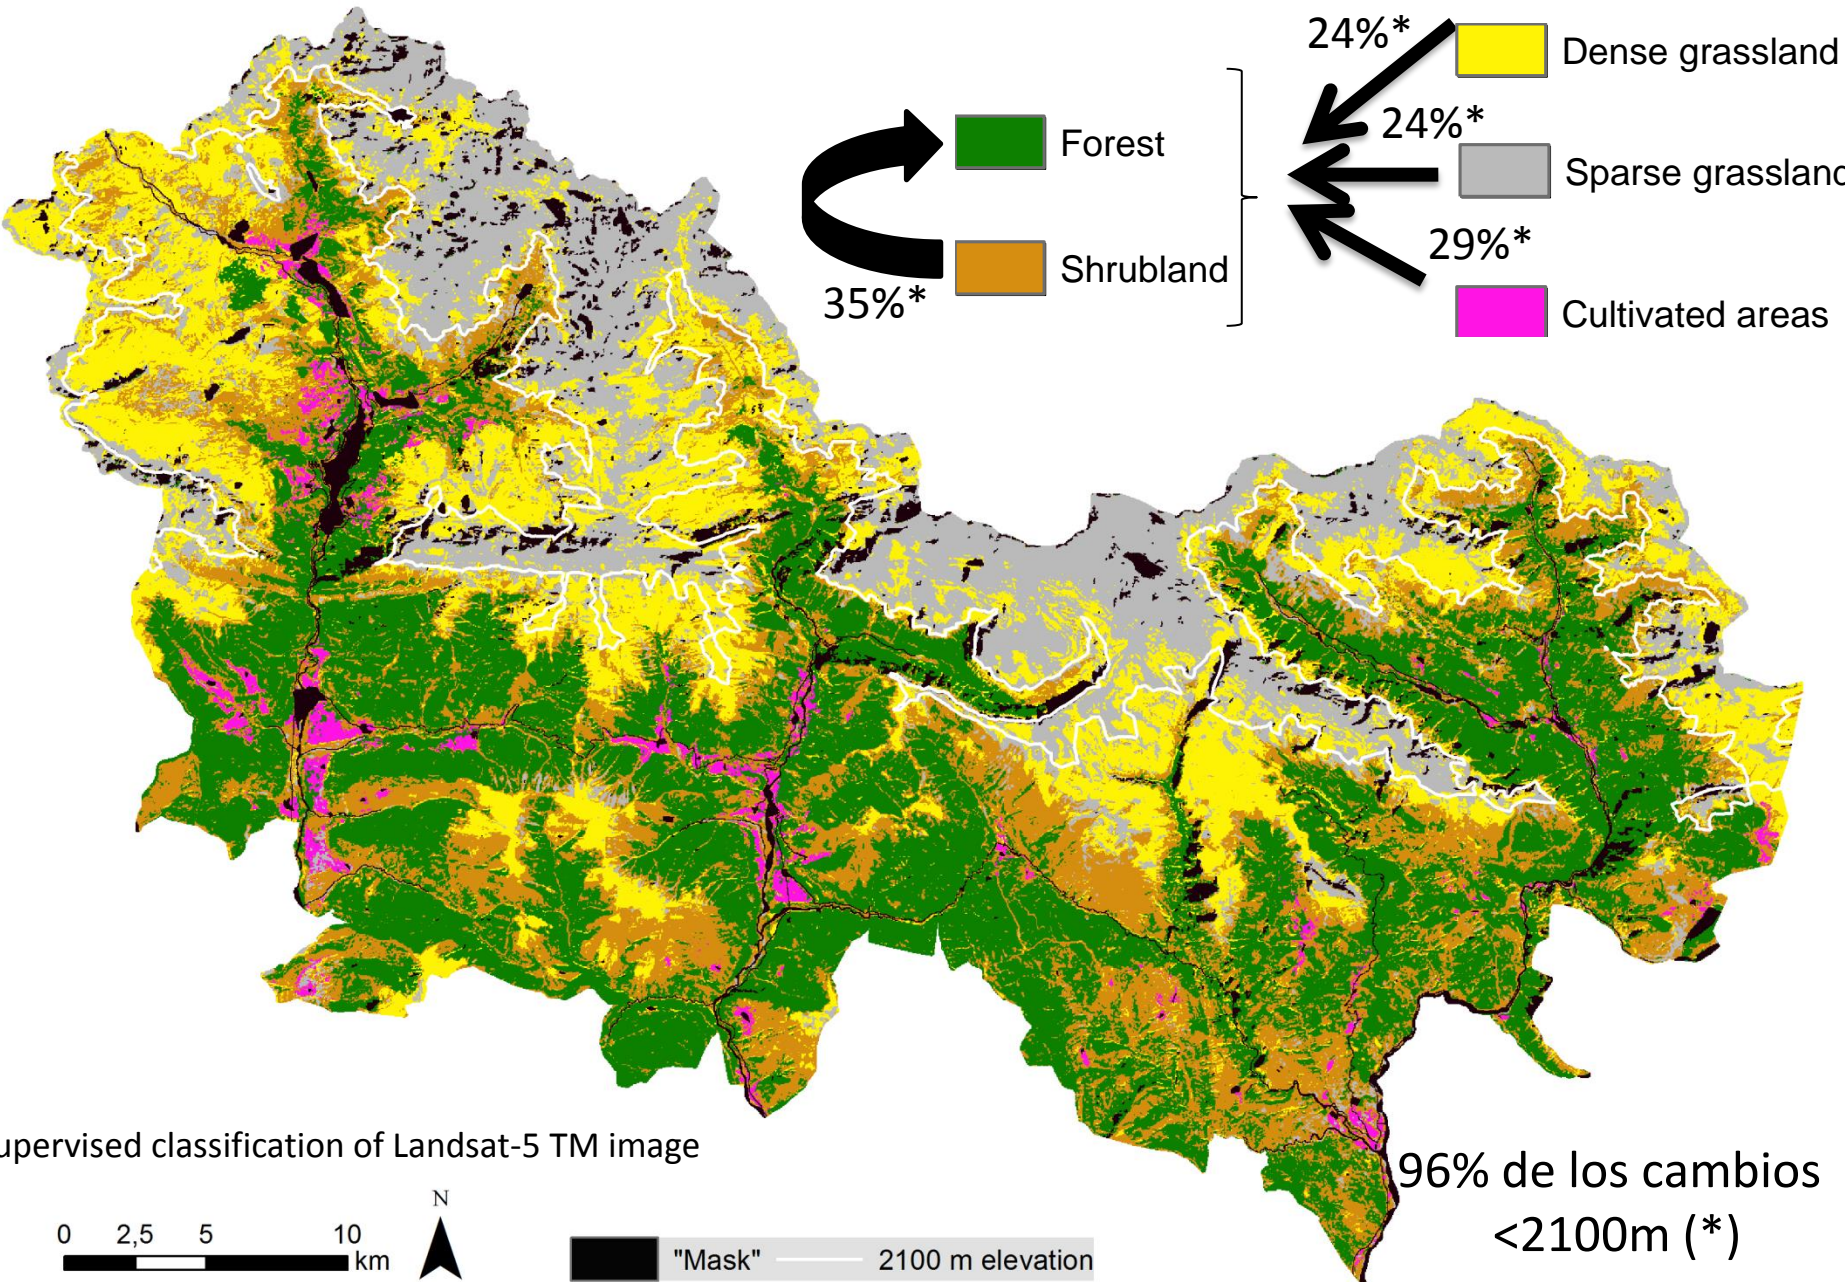 24%*
Dense grassland
24%*
Forest
Sparse grassland
29%*
Shrubland
35%*
Cultivated areas
upervised classification of Landsat-5 TM image
96% de los cambios
<2100m (*)
N
0 2,5 5 10
km
"Mask" 2100 m elevation